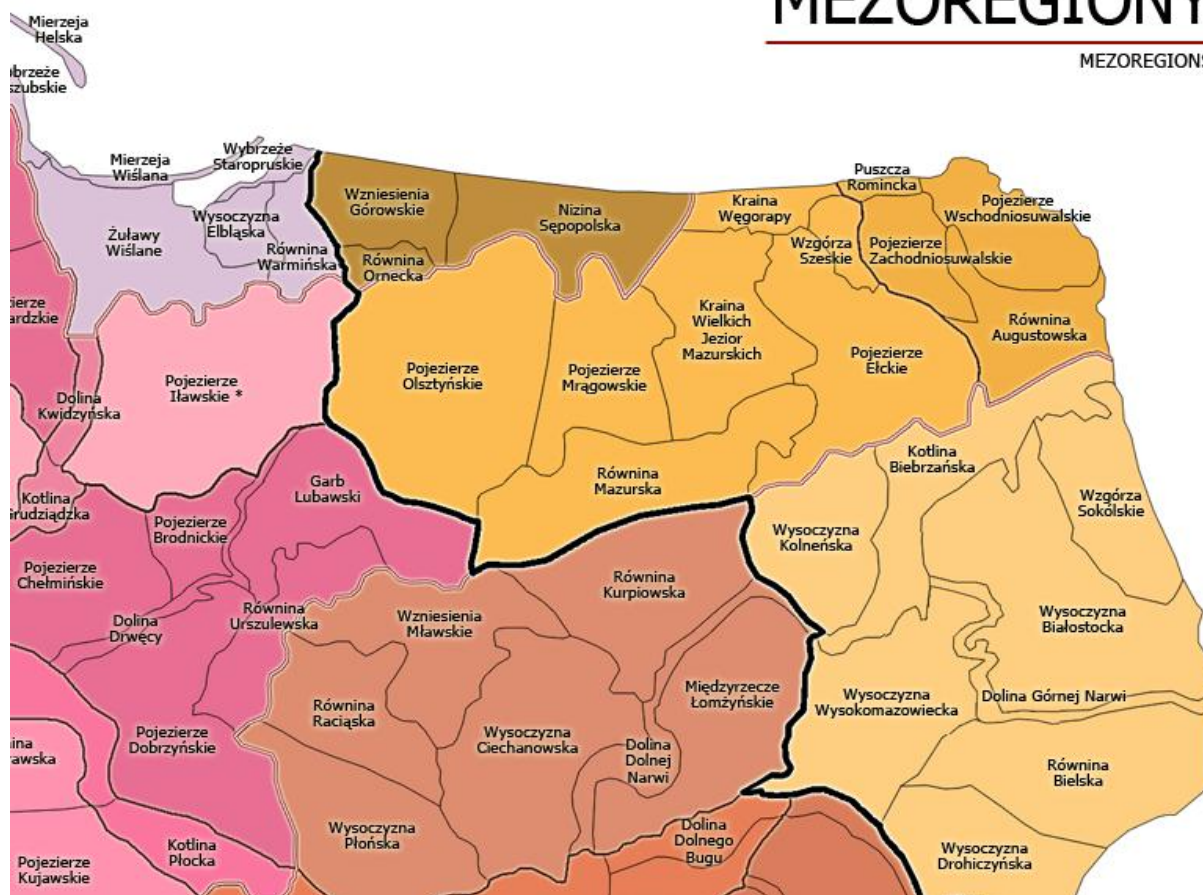 MEZOREGIONY
MEZOREGIONS
Mierzeja
Helska
Mierzeja
Wiślana
Wybrzeże
Staropruskie
Wysoczyzna
Elbląska
Żuławy
Wiślane
Równina
Warmińska
Wzniesienia
Górowskie
Nizina
Sępopolska
Równina
Ornecka
Kraina
Węgorapy
Puszcza
Romincka
Pojezierze
Wschodniosuwalskie
Wzgórza
Szeskie
Pojezierze
Zachodniosuwalskie
Równina
Augustowska
Kraina
Wielkich
Jezior
Mazurskich
Pojezierze
Ełckie
Pojezierze
Olsztyńskie
Pojezierze
Mrągowskie
Pojezierze
Iławskie *
Dolina
Kwidzyńska
Równina
Mazurska
Kotlina
Biebrzańska
Garb
Lubawski
Kotlina
Grudziądzka
Pojezierze
Brodnickie
Wysoczyzna
Kolneńska
Wzgórza
Sokólskie
Pojezierze
Chełmińskie
Równina
Kurpiowska
Dolina
Drwęcy
Równina
Urszulewska
Wzniesienia
Mławskie
Wysoczyzna
Białostocka
Równina
Raciąska
Międzyrzecze
Łomżyńskie
Wysoczyzna
Wysokomazowiecka
Dolina Górnej Narwi
Pojezierze
Dobrzyńskie
Wysoczyzna
Ciechanowska
Dolina
Dolnej
Narwi
Równina
Bielska
Wysoczyzna
Płońska
Dolina
Dolnego
Bugu
Kotlina
Płocka
Pojezierze
Kujawskie
Wysoczyzna
Drohiczyńska